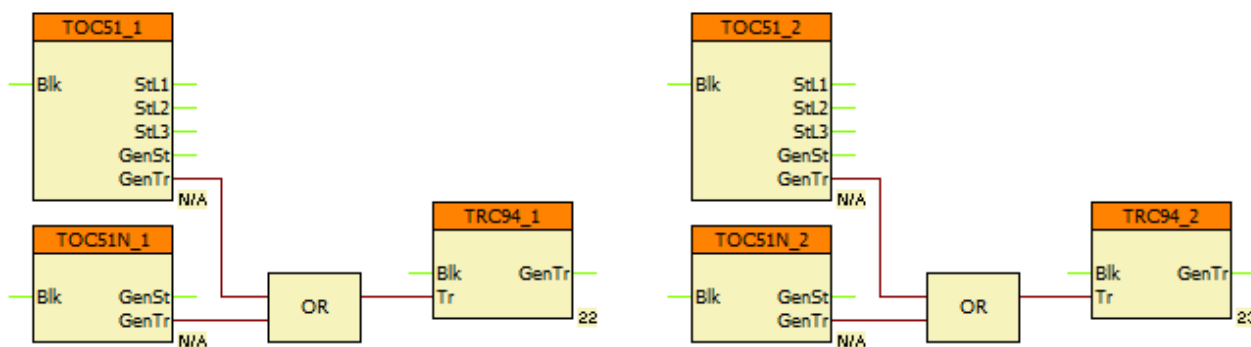 TOC51_1
Blk
StL1
StL2
StL3
GenSt
GenTr
N/A
TOC51N_1
Blk
GenSt
GenTr
N/A
OR
TRC94_1
Blk
GenTr
Tr
22
TOC51_2
Blk
StL1
StL2
StL3
GenSt
GenTr
N/A
TOC51N_2
Blk
GenSt
GenTr
N/A
OR
TRC94_2
Blk
GenTr
Tr
23